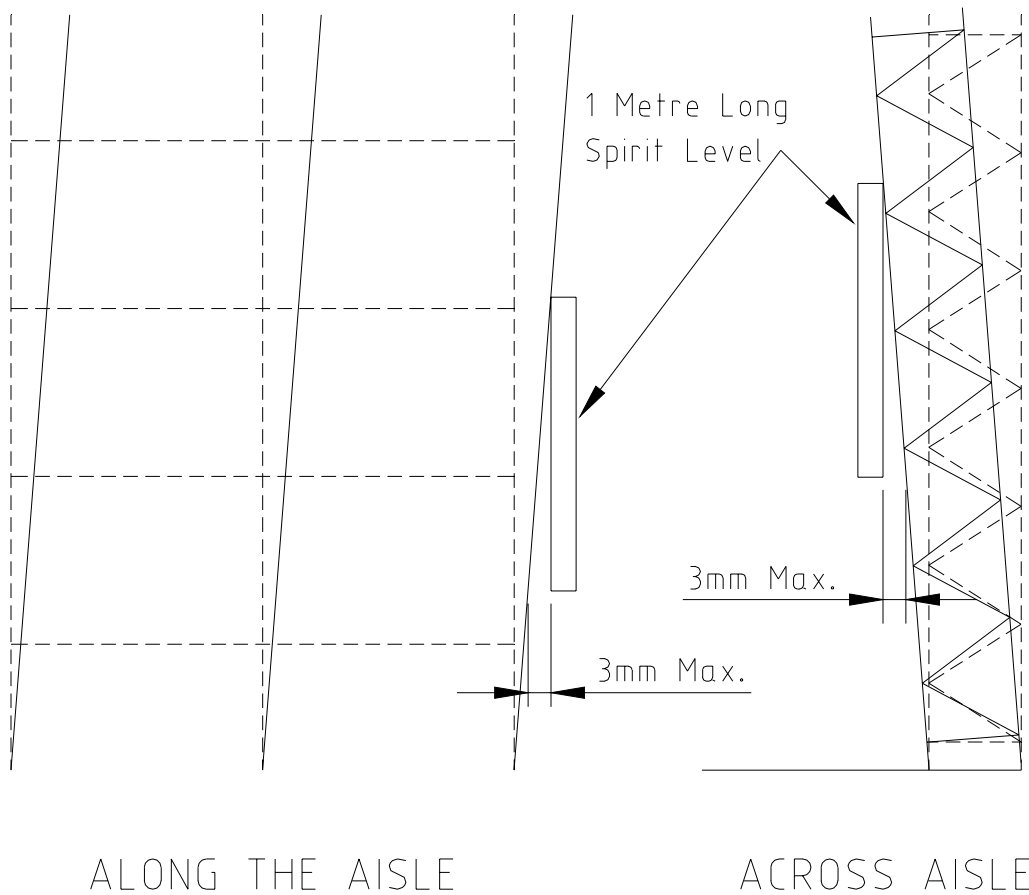 1 Metre Long
Spirit Level
3mm Max.
3mm Max.
ALONG THE AISLE
ACROSS AISLE